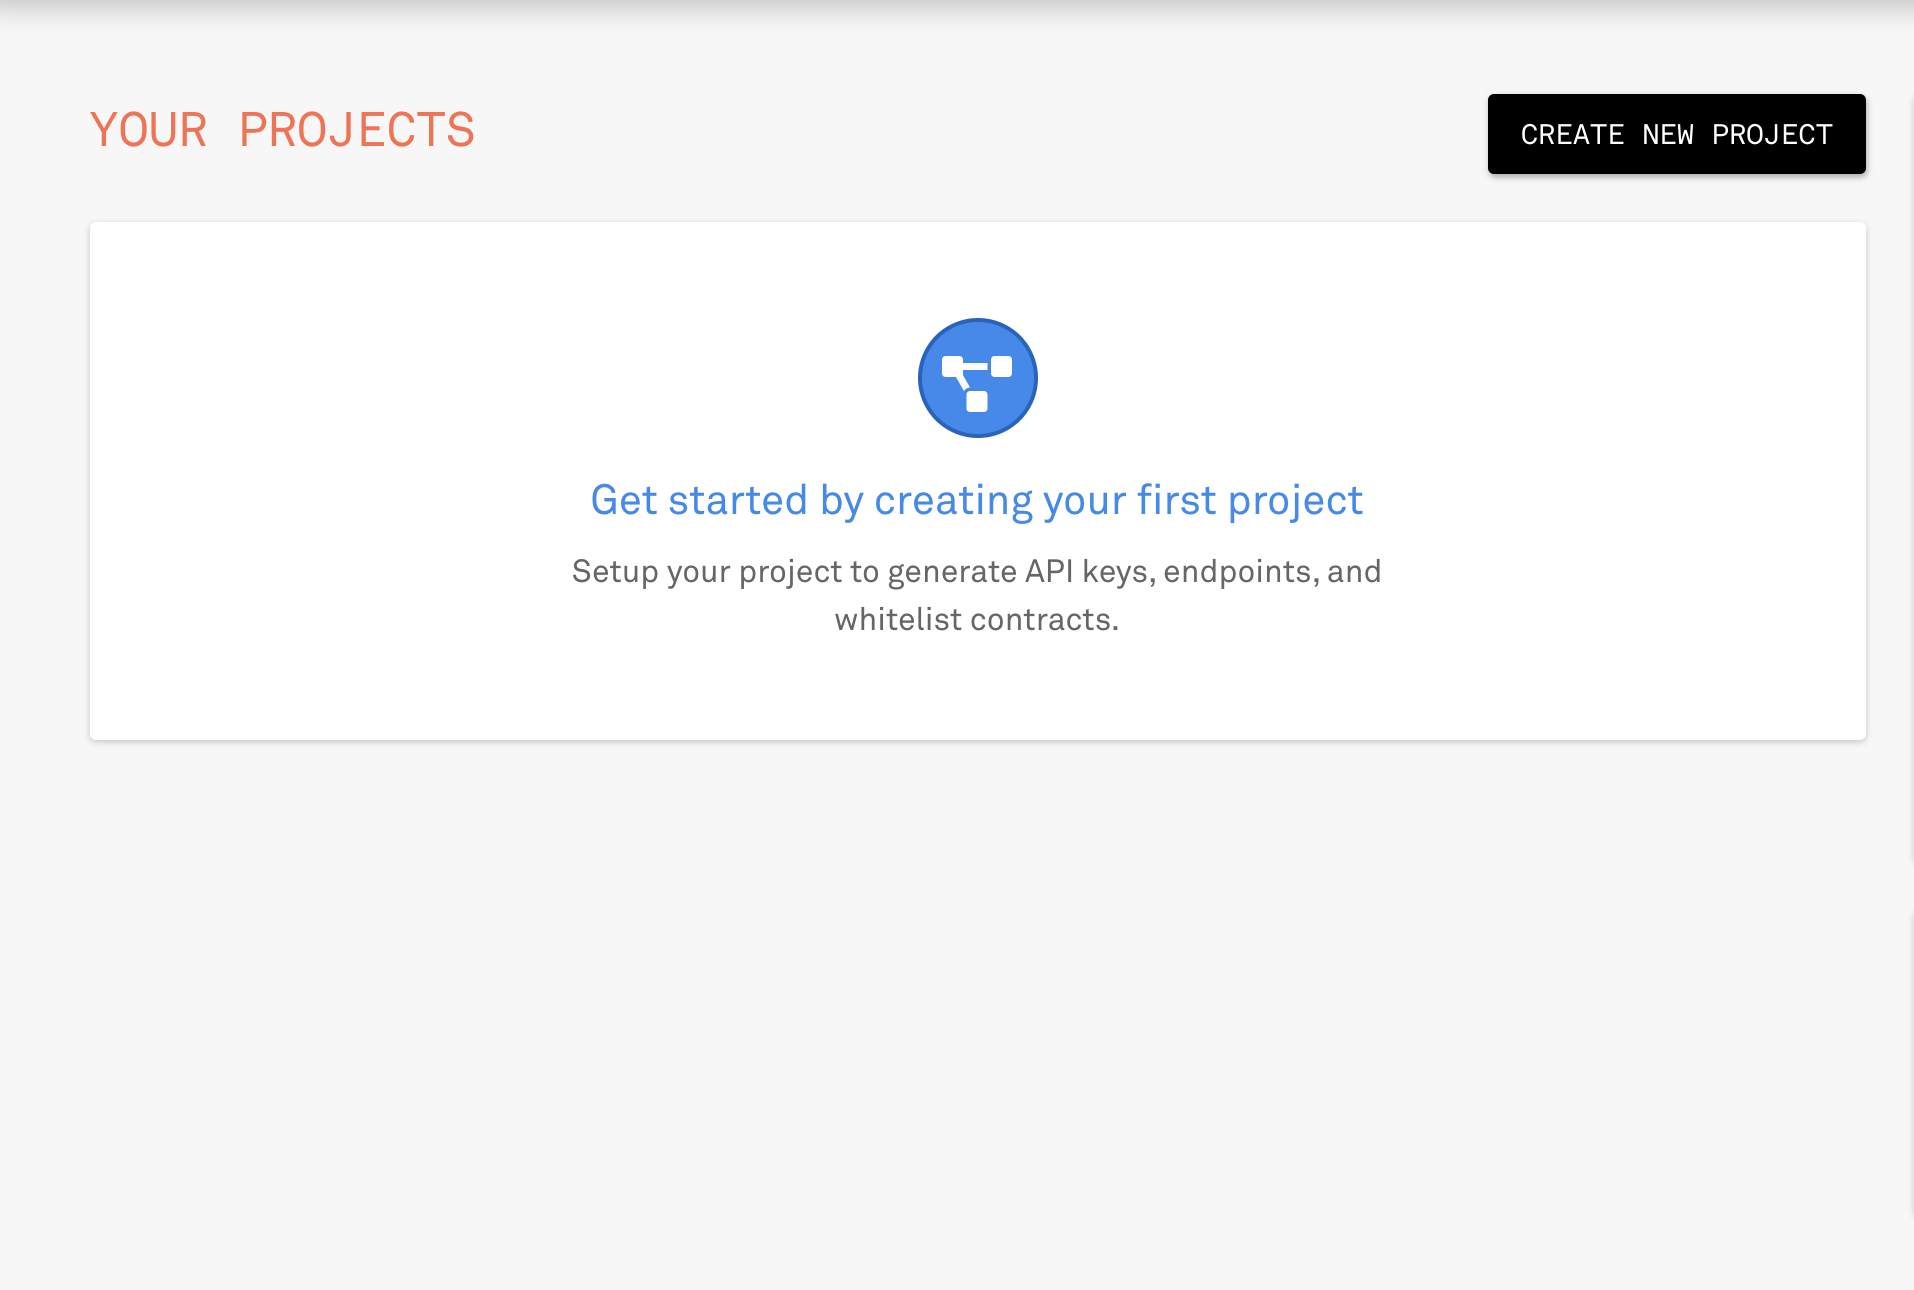 YOUR PROJECTS
CREATE NEW PROJECT
Get started by creating your first project
Setup your project to generate API keys, endpoints, and
whitelist contracts.